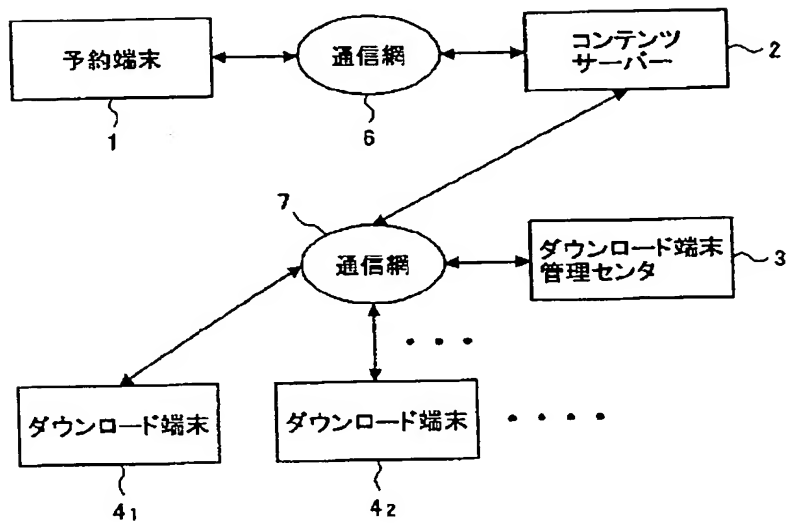 予約端末
通信網
コンテンツ
サーバー
2
1
6
7
通信網
ダウンロード端末
管理センタ
3
ダウンロード端末
ダウンロード端末
41
42